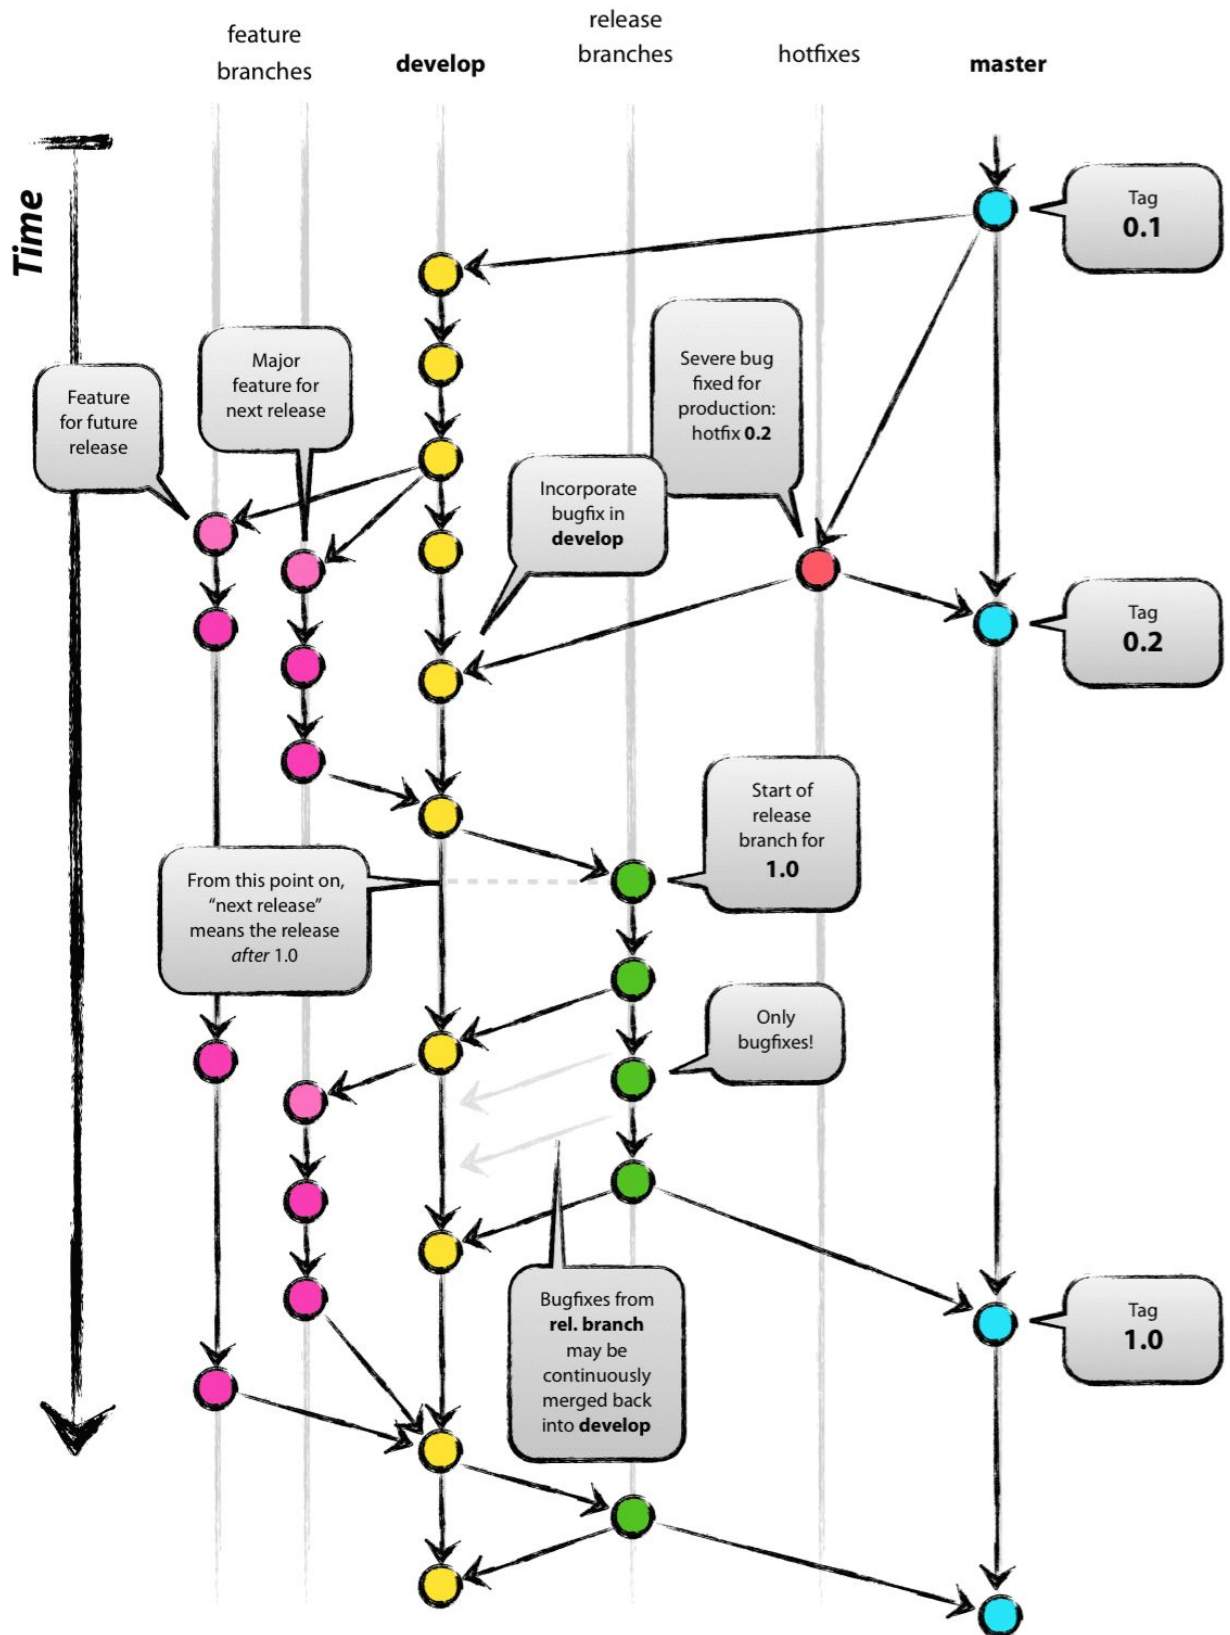 feature
branches
develop
release
branches
hotfixes
master
Time
Tag
0.1
Major
feature for
next release
Feature
for future
release
Severe bug
fixed for
production:
hotfix 0.2
Incorporate
bugfix in
develop
Tag
0.2
Start of
release
branch for
1.0
From this point on,
“next release”
means the release
after 1.0
Only
bugfixes!
Bugfixes from
rel. branch
may be
continuously
merged back
into develop
Tag
1.0